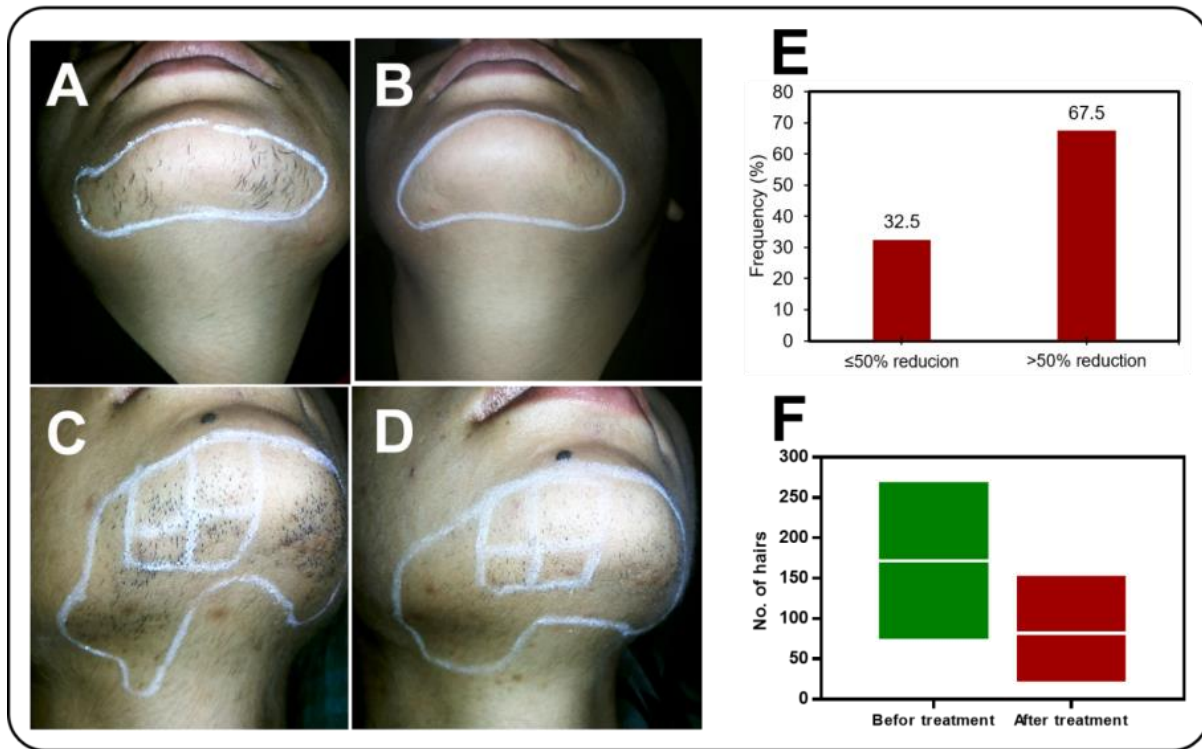 A
B
C
D
E
80
70
60
50
40
30
20
10
0
Frequency (%)
32.5
67.5
≤50% reducion
>50% reduction
F
300
250
200
150
100
50
0
No. of hairs
Befor treatment
After treatment